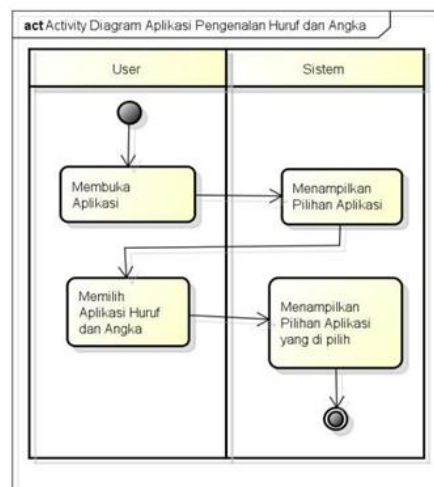 act Activity Diagram Aplikasi Pengenalan Huruf dan Angka
User
Sistem
Membuka
Aplikasi
Menampilkan
Pilihan Aplikasi
Memilih
Aplikasi Huruf
dan Angka
Menampilkan
Pilihan Aplikasi
yang di pilih